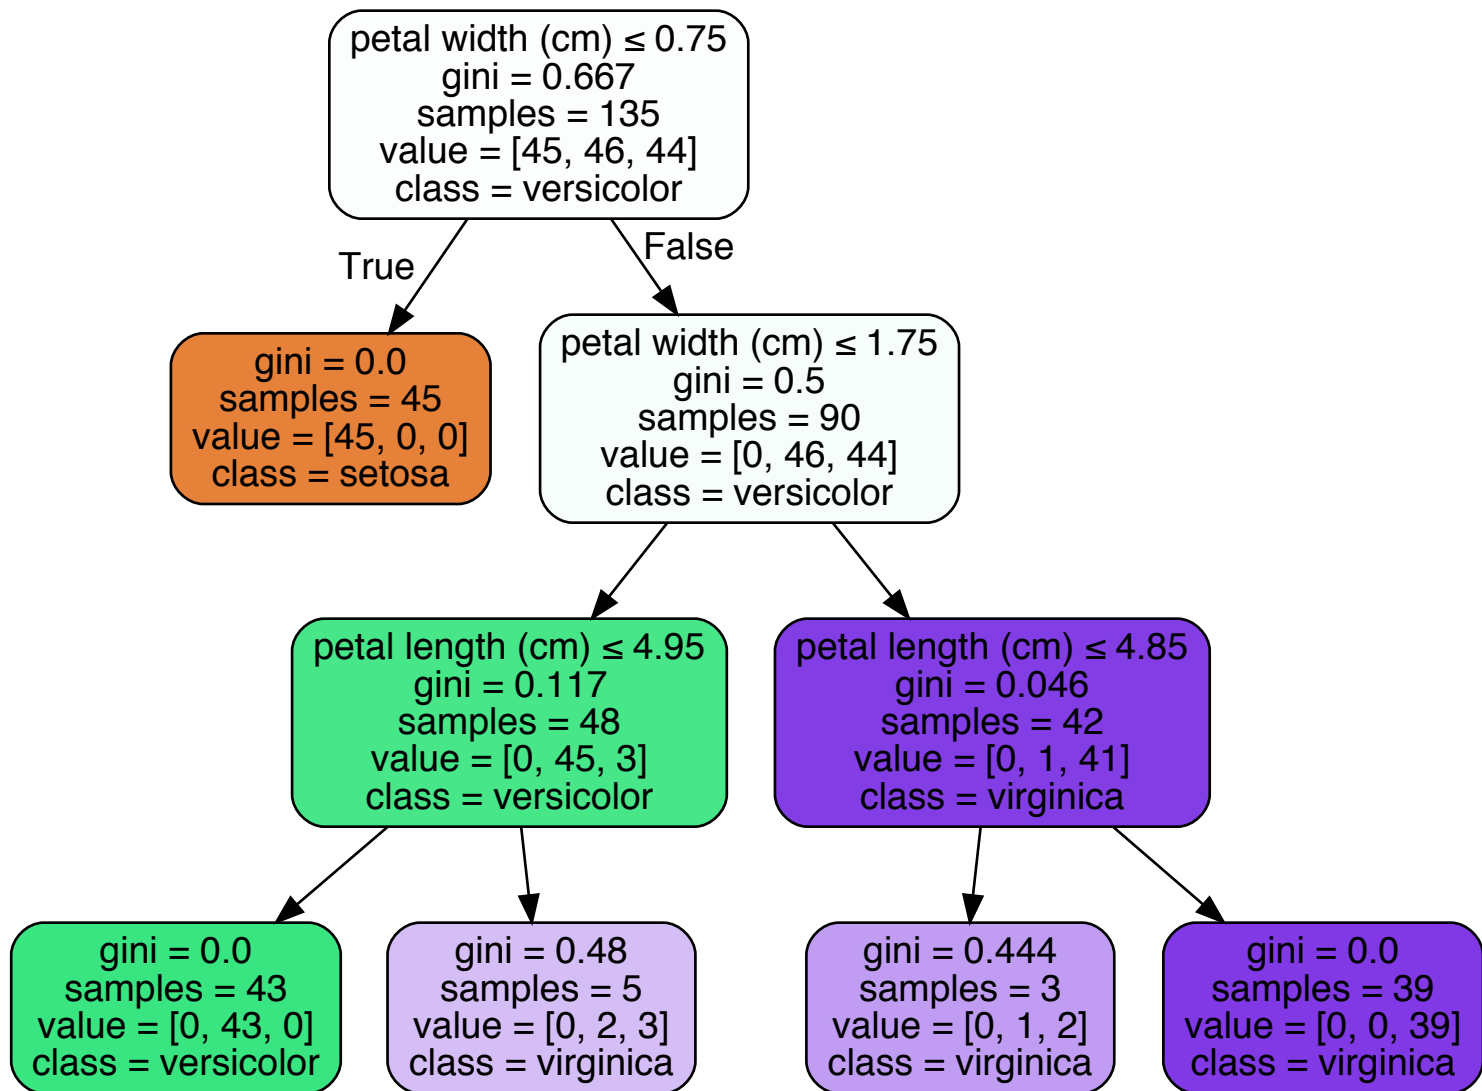 petal width (cm) ≤ 0.75
gini = 0.667
samples = 135
value = [45, 46, 44]
class = versicolor
True
False
gini = 0.0
samples = 45
value = [45, 0, 0]
class = setosa
petal width (cm) ≤ 1.75
gini = 0.5
samples = 90
value = [0, 46, 44]
class = versicolor
petal length (cm) ≤ 4.95
gini = 0.117
samples = 48
value = [0, 45, 3]
class = versicolor
petal length (cm) ≤ 4.85
gini = 0.046
samples = 42
value = [0, 1, 41]
class = virginica
gini = 0.0
samples = 43
value = [0, 43, 0]
class = versicolor
gini = 0.48
samples = 5
value = [0, 2, 3]
class = virginica
gini = 0.444
samples = 3
value = [0, 1, 2]
class = virginica
gini = 0.0
samples = 39
value = [0, 0, 39]
class = virginica